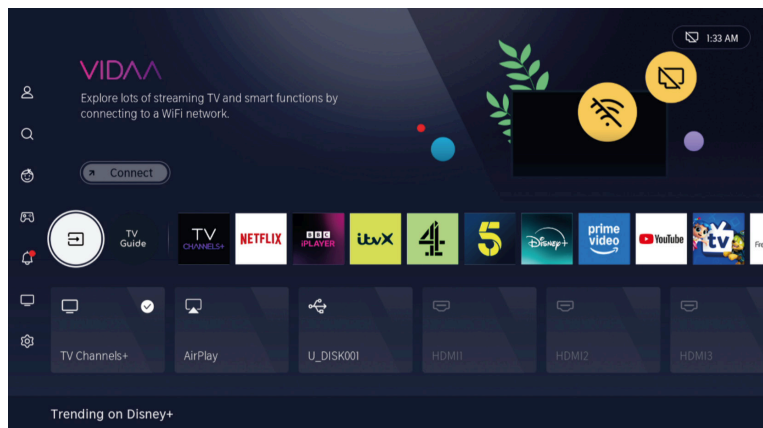 1:33 AM
VIDAA
Explore lots of streaming TV and smart functions by
connecting to a WiFi network.
Connect
TV
Guide
TV
CHANNELS+
NETFLIX
BBC
iPLAYER
itvX
4
5
Disney+
prime
video
YouTube
tv
Fre
TV Channels+
AirPlay
U_DISK001
HDMI1
HDMI2
HDMI3
Trending on Disney+